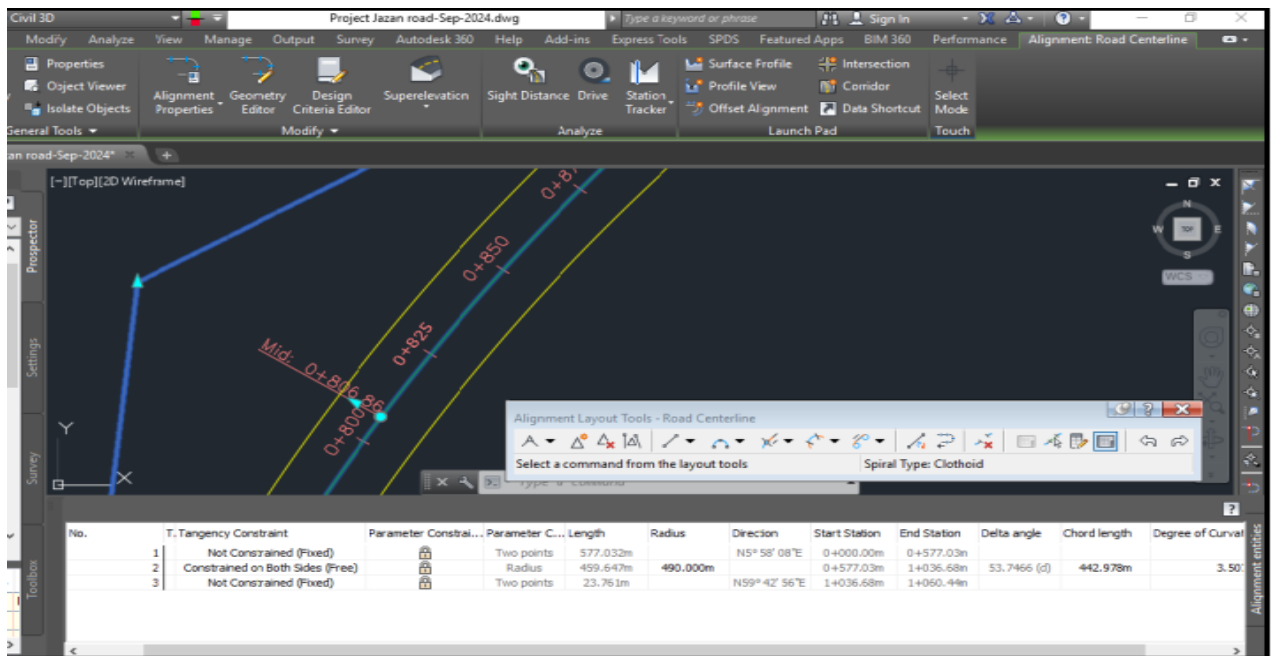 Civil 3D Project Jazan road-Sep-2024.dwg Type a keyword or phrase Sign In
Modify Analyze View Manage Output Survey Autodesk 360 Help Add-ins Express Tools SPDS Featured Apps BIM 360 Performance Alignment: Road Centerline
Properties
Object Viewer
Isolate Objects
Alignment Properties
Geometry Editor
Design Criteria Editor
Superelevation
Sight Distance
Drive
Station Tracker
Surface Profile
Profile View
Offset Alignment
Intersection
Corridor
Data Shortcut
Select Mode
General Tools Modify Analyze Launch Pad Touch
an road-Sep-2024*
[-][Top][2D Wireframe]
Prospector
Settings
Survey
Toolbox
0+850
0+825
Mid: 0+806.86
0+800
N
W TOP E
S
WCS
Y
X
Alignment Layout Tools - Road Centerline
Select a command from the layout tools Spiral Type: Clothoid
Type a command
No. T. Tangency Constraint Parameter Constrai... Parameter C... Length Radius Direction Start Station End Station Delta angle Chord length Degree of Curvat
1 Not Constrained (Fixed) Two points 577.032m N5° 58' 08"E 0+000.00m 0+577.03m
2 Constrained on Both Sides (Free) Radius 459.647m 490.000m 0+577.03m 1+036.68m 53.7466 (d) 442.978m 3.50
3 Not Constrained (Fixed) Two points 23.761m N59° 42' 56"E 1+036.68m 1+060.44m
Alignment entities